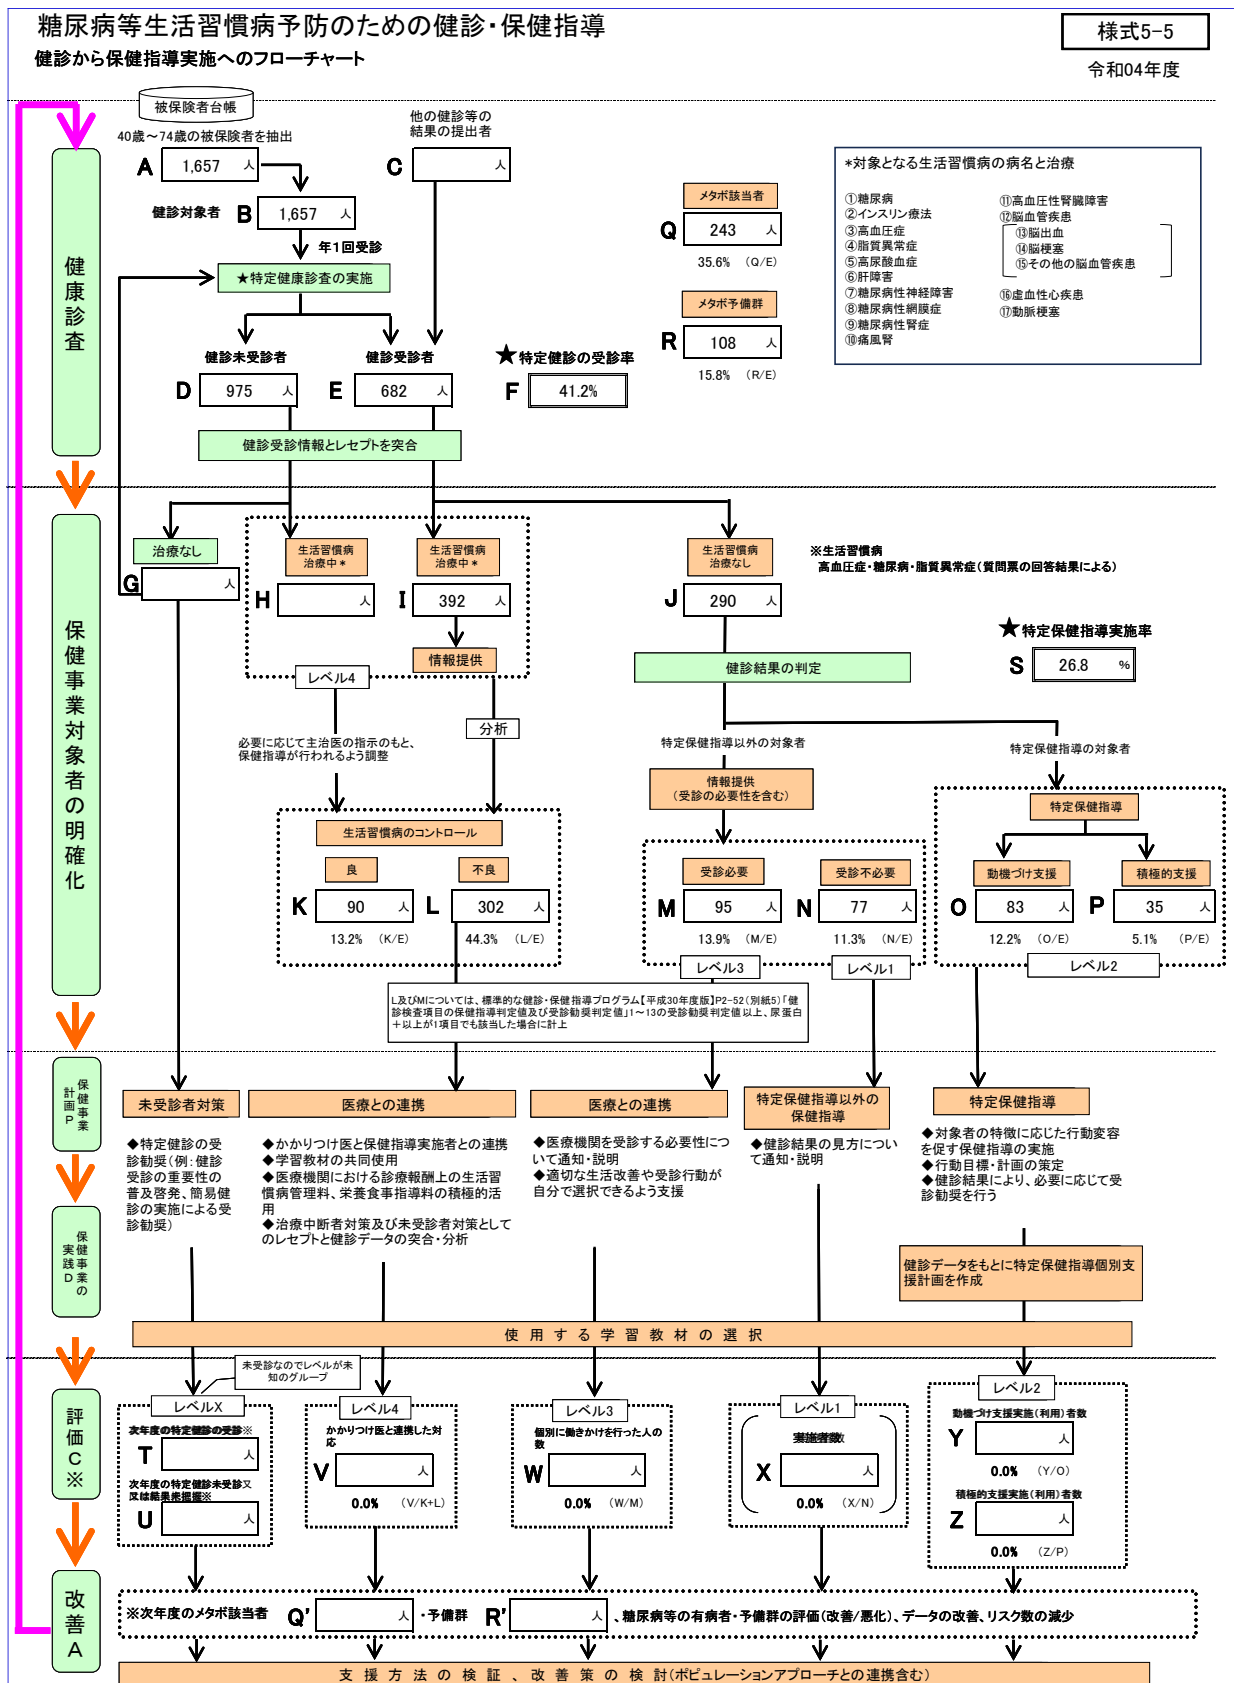 糖尿病等生活習慣病予防のための健診・保健指導
様式5-5
健診から保健指導実施へのフローチャート
令和04年度
被保険者台帳
40歳～74歳の被保険者を抽出
A 1,657 人
他の健診等の
結果の提出者
C 人
健診対象者 B 1,657 人
年1回受診
★特定健康診査の実施
健康診査
メタボ該当者
Q 243 人
35.6% (Q/E)
メタボ予備群
R 108 人
15.8% (R/E)
*対象となる生活習慣病の病名と治療
①糖尿病
②インスリン療法
③高血圧症
④脂質異常症
⑤高尿酸血症
⑥肝障害
⑦糖尿病性神経障害
⑧糖尿病性網膜症
⑨糖尿病性腎症
⑩痛風腎
⑪高血圧性腎臓障害
⑫脳血管疾患
⑬脳出血
⑭脳梗塞
⑮その他の脳血管疾患
⑯虚血性心疾患
⑰動脈梗塞
健診未受診者
D 975 人
健診受診者
E 682 人
★特定健診の受診率
F 41.2%
健診受診情報とレセプトを突合
保健事業対象者の明確化
治療なし
G 人
生活習慣病
治療中*
H 人
生活習慣病
治療中*
I 392 人
情報提供
レベル4
生活習慣病
治療なし
J 290 人
※生活習慣病
高血圧症・糖尿病・脂質異常症(質問票の回答結果による)
★特定保健指導実施率
S 26.8 %
健診結果の判定
必要に応じて主治医の指示のもと、
保健指導が行われるよう調整
分析
特定保健指導以外の対象者
特定保健指導の対象者
情報提供
(受診の必要性を含む)
生活習慣病のコントロール
良
K 90 人
13.2% (K/E)
不良
L 302 人
44.3% (L/E)
受診必要
M 95 人
13.9% (M/E)
レベル3
受診不必要
N 77 人
11.3% (N/E)
レベル1
特定保健指導
動機づけ支援
O 83 人
12.2% (O/E)
積極的支援
P 35 人
5.1% (P/E)
レベル2
L及びMについては、標準的な健診・保健指導プログラム【平成30年度版】P2-52(別紙5)「健
診検査項目の保健指導判定値及び受診勧奨判定値」1～13の受診勧奨判定値以上、尿蛋白
＋以上が1項目でも該当した場合に計上
保健事業
計画P
保健事業の
実践D
未受診者対策
◆特定健診の受
診勧奨(例:健診
受診の重要性の
普及啓発、簡易健
診の実施による受
診勧奨)
医療との連携
◆かかりつけ医と保健指導実施者との連携
◆学習教材の共同使用
◆医療機関における診療報酬上の生活習
慣病管理料、栄養食事指導料の積極的活
用
◆治療中断者対策及び未受診者対策として
のレセプトと健診データの突合・分析
医療との連携
◆医療機関を受診する必要性につ
いて通知・説明
◆適切な生活改善や受診行動が
自分で選択できるよう支援
特定保健指導以外の
保健指導
◆健診結果の見方につい
て通知・説明
特定保健指導
◆対象者の特徴に応じた行動変容
を促す保健指導の実施
◆行動目標・計画の策定
◆健診結果により、必要に応じて受
診勧奨を行う
健診データをもとに特定保健指導個別支
援計画を作成
使用する学習教材の選択
評価C※
未受診なのでレベルが未
知のグループ
レベルX
次年度の特定健診の受診※
T 人
次年度の特定健診未受診又
又は結果未把握※
U 人
レベル4
かかりつけ医と連携した対
応
V 人
0.0% (V/K+L)
レベル3
個別に働きかけを行った人の
数
W 人
0.0% (W/M)
レベル1
実施者数
X 人
0.0% (X/N)
レベル2
動機づけ支援実施(利用)者数
Y 人
0.0% (Y/O)
積極的支援実施(利用)者数
Z 人
0.0% (Z/P)
改善A
※次年度のメタボ該当者 Q' 人 ・予備群 R' 人 、糖尿病等の有病者・予備群の評価(改善/悪化)、データの改善、リスク数の減少
支援方法の検証、改善策の検討(ポピュレーションアプローチとの連携含む)